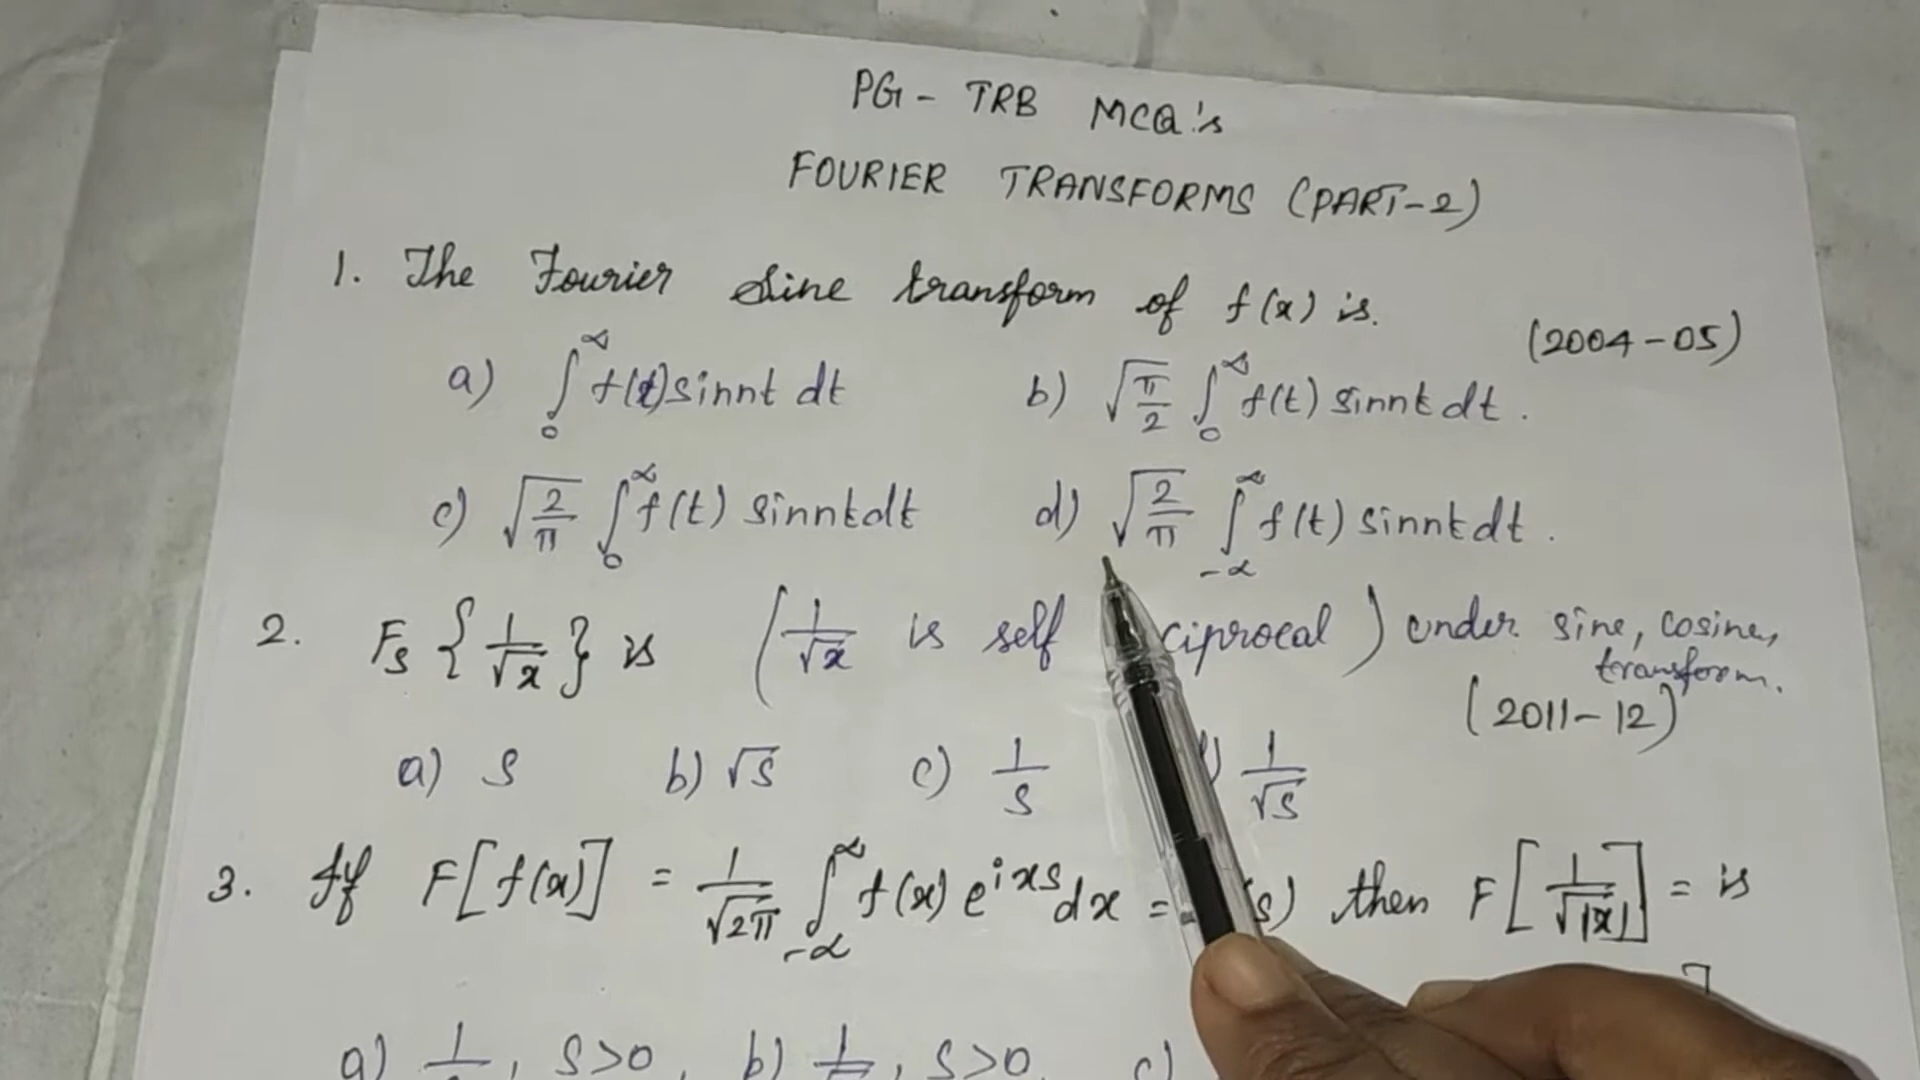 PG - TRB MCQ's
FOURIER TRANSFORMS (PART-2)
1. The Fourier Sine transform of f(x) is.
(2004-05)
a) ∫₀^∞ f(t) sinnt dt b) √(π/2) ∫₀^∞ f(t) sinnt dt.
c) √(2/π) ∫₀^∞ f(t) sinnt dt d) √(2/π) ∫₋∞^∞ f(t) sinnt dt.
2. Fs {1/√x} is (1/√x is self ciprocal) under sine, cosine,
transform.
(2011-12)
a) s b) √s c) 1/s d) 1/√s
3. If F[f(x)] = 1/√2π ∫₋∞^∞ f(x) e^ixs dx = (s) then F[1/√|x|] = is
a) 1 , s>0, b) 1 , s>0, c)